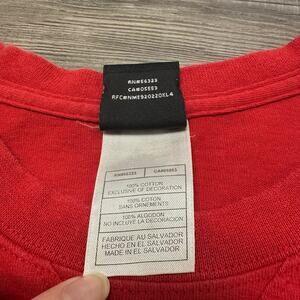 RN#56323
CA#05553
RFC#NME920220XL4
RN#56323 CA#05553
100% COTTON
EXCLUSIVE OF DECORATION
100% COTON
SANS ORNEMENTS
100% ALGODON
NO INCLUYE LA DECORACION
FABRIQUE AU SALVADOR
HECHO EN EL SALVADOR
MADE IN EL SALVADOR